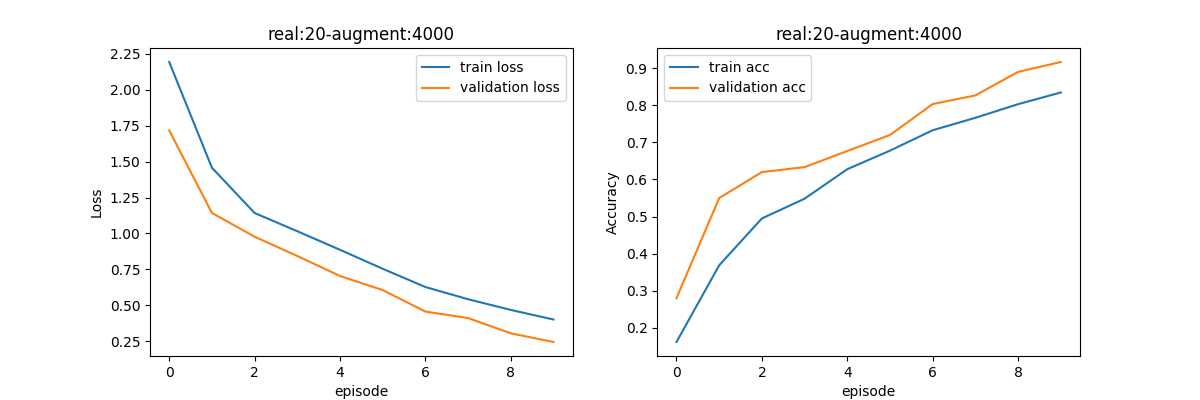 real:20-augment:4000
train loss
validation loss
2.25
2.00
1.75
1.50
1.25
1.00
0.75
0.50
0.25
Loss
0 2 4 6 8
episode
real:20-augment:4000
train acc
validation acc
0.9
0.8
0.7
0.6
0.5
0.4
0.3
0.2
Accuracy
0 2 4 6 8
episode